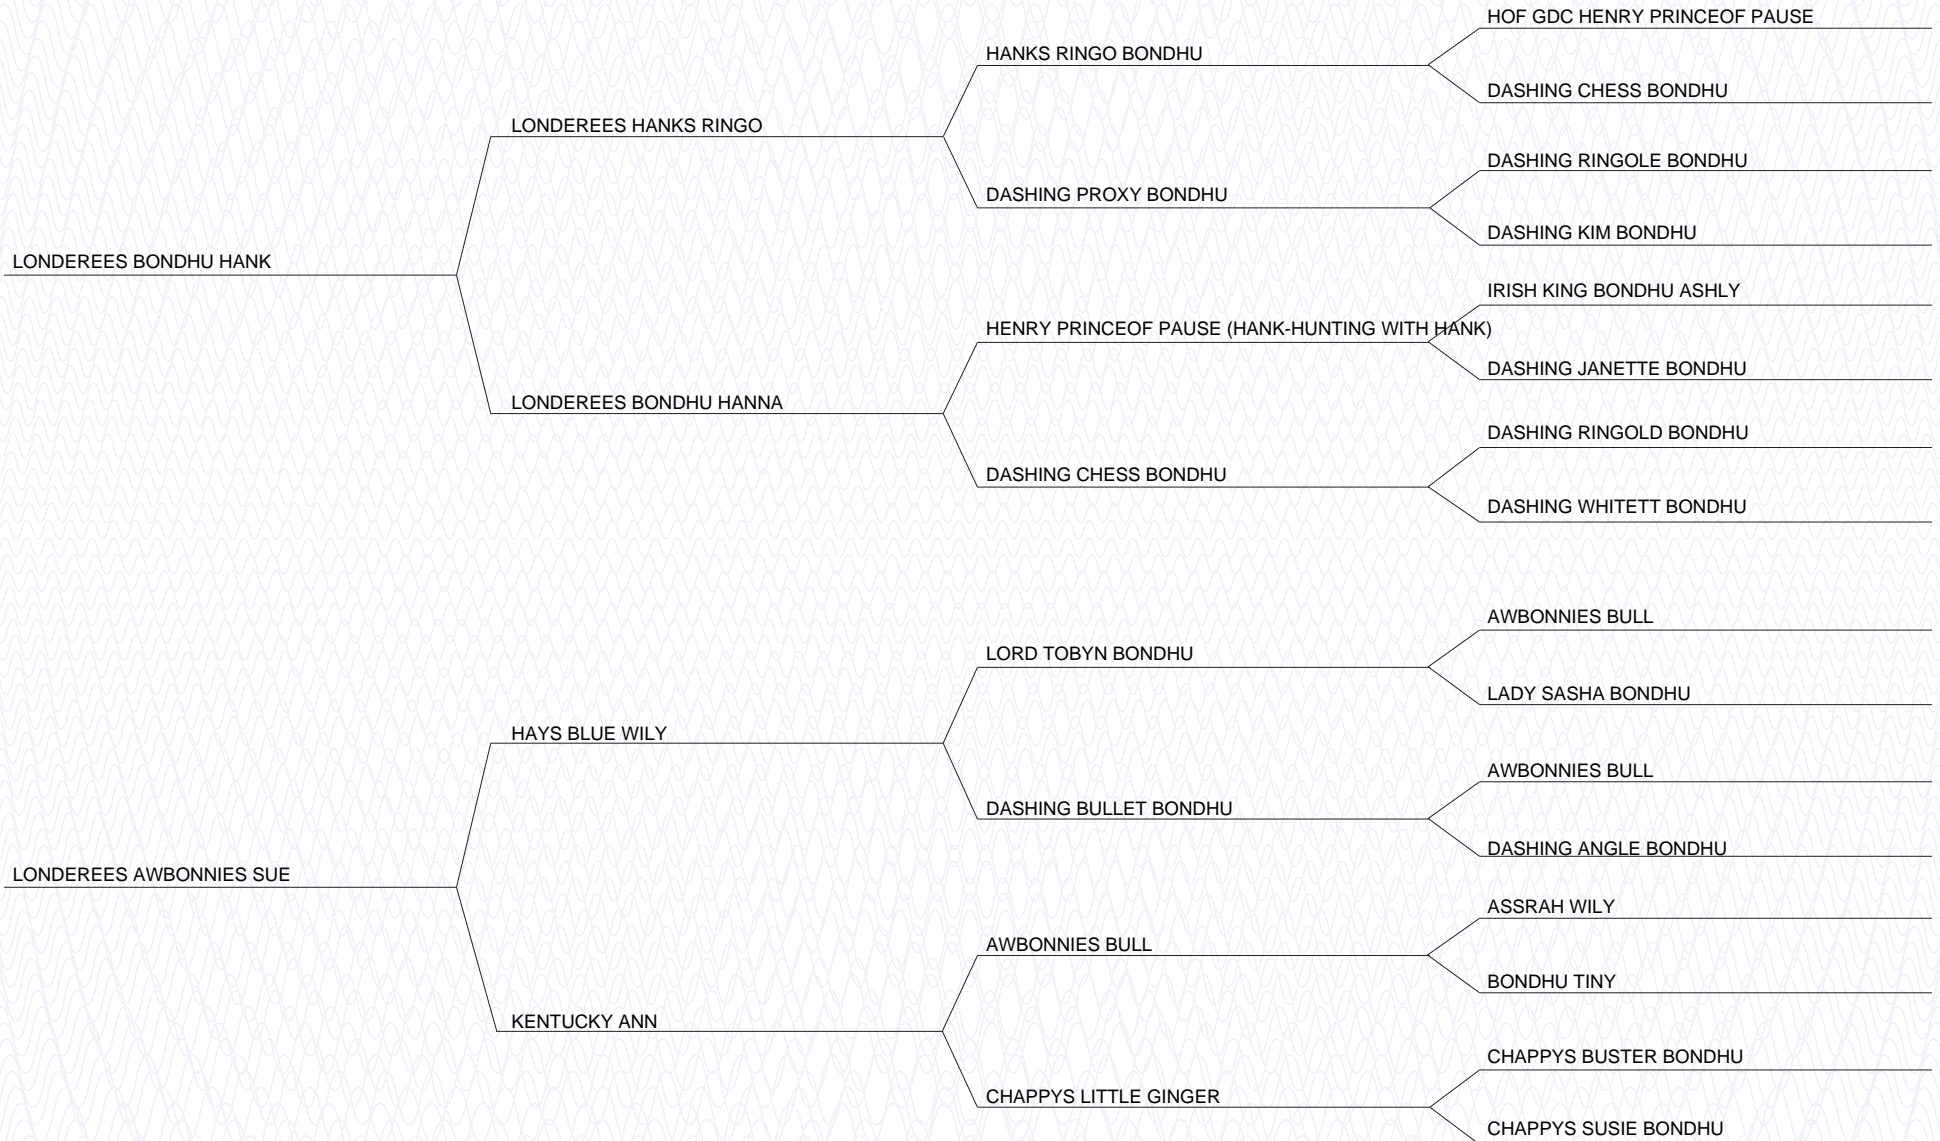 HOF GDC HENRY PRINCEOF PAUSE
HANKS RINGO BONDHU
DASHING CHESS BONDHU
LONDEREES HANKS RINGO
DASHING RINGOLE BONDHU
DASHING PROXY BONDHU
DASHING KIM BONDHU
LONDEREES BONDHU HANK
IRISH KING BONDHU ASHLY
HENRY PRINCEOF PAUSE (HANK-HUNTING WITH HANK)
DASHING JANETTE BONDHU
LONDEREES BONDHU HANNA
DASHING RINGOLD BONDHU
DASHING CHESS BONDHU
DASHING WHITETT BONDHU
AWBONNIES BULL
LORD TOBYN BONDHU
LADY SASHA BONDHU
HAYS BLUE WILY
AWBONNIES BULL
DASHING BULLET BONDHU
DASHING ANGLE BONDHU
LONDEREES AWBONNIES SUE
ASSRAH WILY
AWBONNIES BULL
BONDHU TINY
KENTUCKY ANN
CHAPPYS BUSTER BONDHU
CHAPPYS LITTLE GINGER
CHAPPYS SUSIE BONDHU